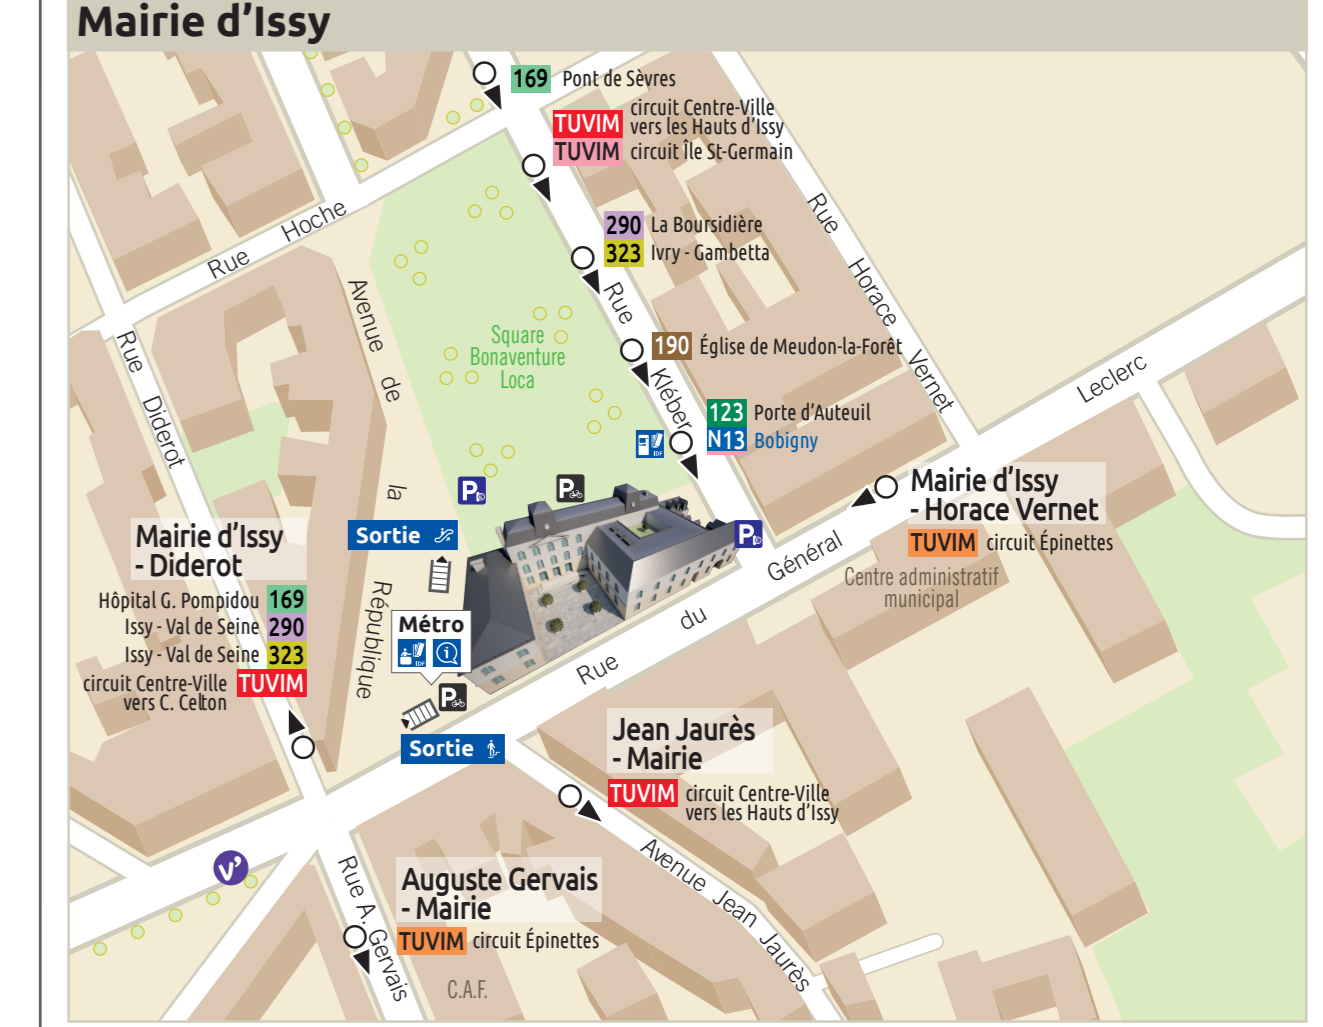 Mairie d'Issy
169 Pont de Sèvres
TUVIM circuit Centre-Ville
vers les Hauts d'Issy
TUVIM circuit Île St-Germain
290 La Boursidière
323 Ivry - Gambetta
190 Église de Meudon-la-Forêt
123 Porte d'Auteuil
N13 Bobigny
IDF
Rue Hoche
Avenue de la République
Rue Diderot
Rue Kléber
Rue Horace Vernet
Rue du Général Leclerc
Square
Bonaventure
Loca
P
P
P
Sortie
Mairie d'Issy
- Horace Vernet
TUVIM circuit Épinettes
Centre administratif
municipal
Mairie d'Issy
- Diderot
Hôpital G. Pompidou 169
Issy - Val de Seine 290
Issy - Val de Seine 323
circuit Centre-Ville TUVIM
vers C. Celton
Métro
IDF
i
P
Sortie
Jean Jaurès
- Mairie
TUVIM circuit Centre-Ville
vers les Hauts d'Issy
Avenue Jean Jaurès
V'
Rue A. Gervais
Auguste Gervais
- Mairie
TUVIM circuit Épinettes
C.A.F.